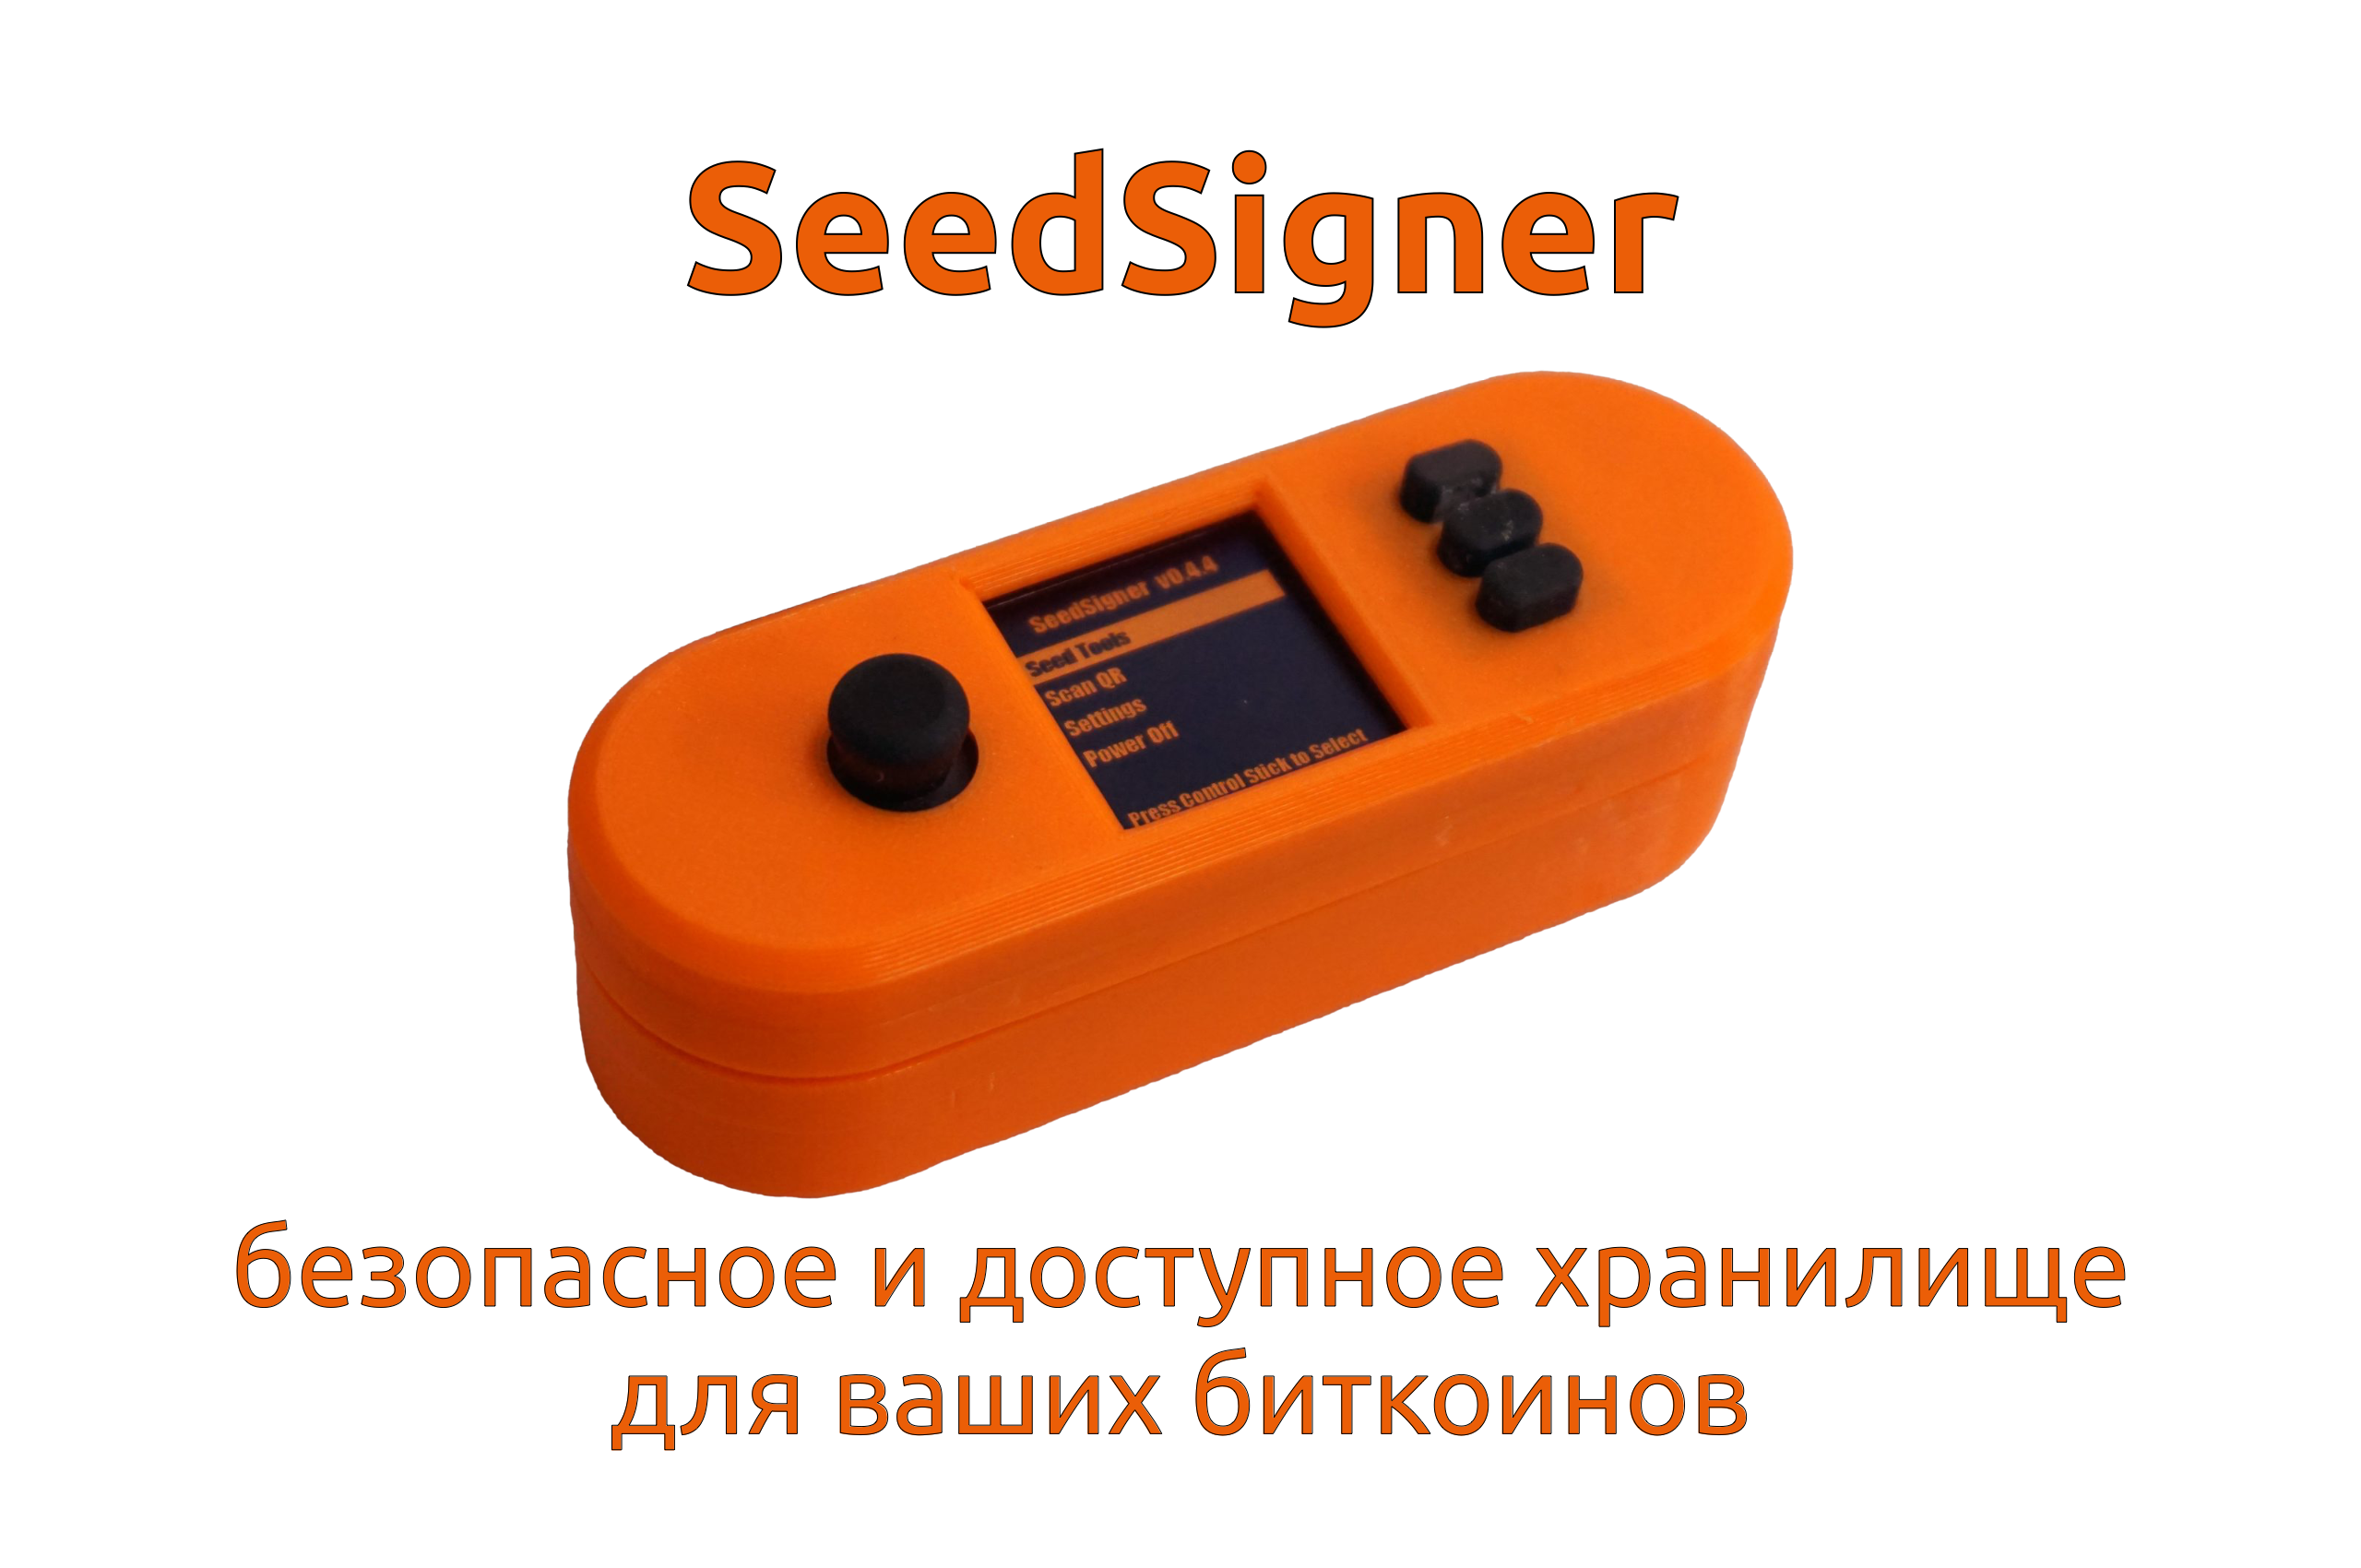 SeedSigner
SeedSigner v0.4.4
Seed Tools
Scan QR
Settings
Power Off
Press Control Stick to Select
безопасное и доступное хранилище
для ваших биткоинов